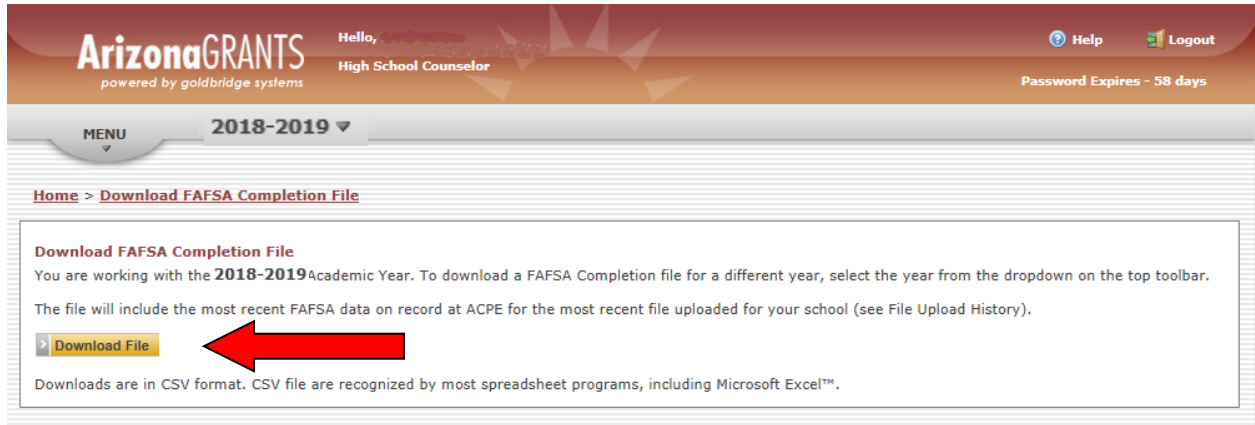 ArizonaGRANTS
powered by goldbridge systems
Hello,
High School Counselor
Help
Logout
Password Expires - 58 days
MENU
2018-2019
Home > Download FAFSA Completion File
Download FAFSA Completion File
You are working with the 2018-2019 Academic Year. To download a FAFSA Completion file for a different year, select the year from the dropdown on the top toolbar.
The file will include the most recent FAFSA data on record at ACPE for the most recent file uploaded for your school (see File Upload History).
Download File
Downloads are in CSV format. CSV file are recognized by most spreadsheet programs, including Microsoft Excel™.